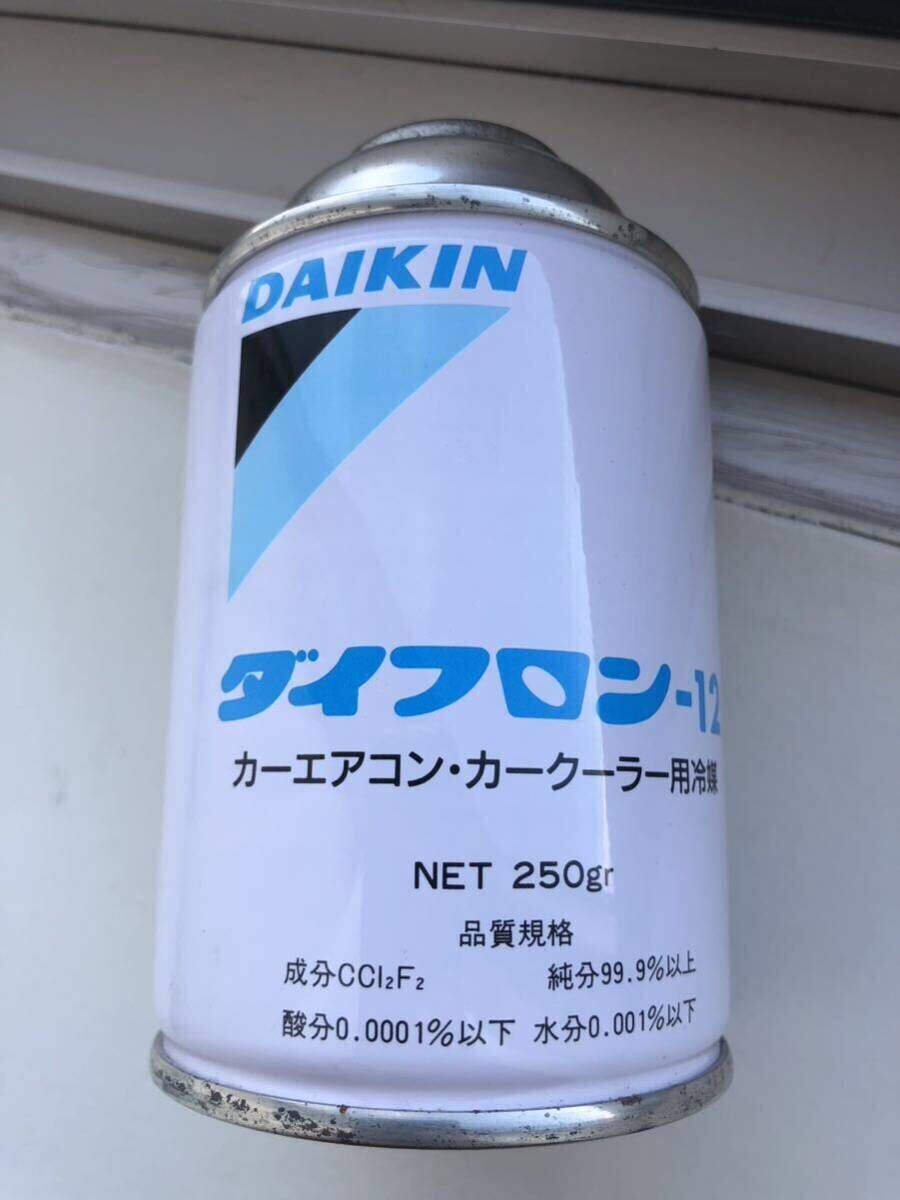 DAIKIN
ダイフロン-12
カーエアコン・カークーラー用冷媒
NET 250gr
品質規格
成分CCl₂F₂ 純分99.9%以上
酸分0.0001%以下 水分0.001%以下